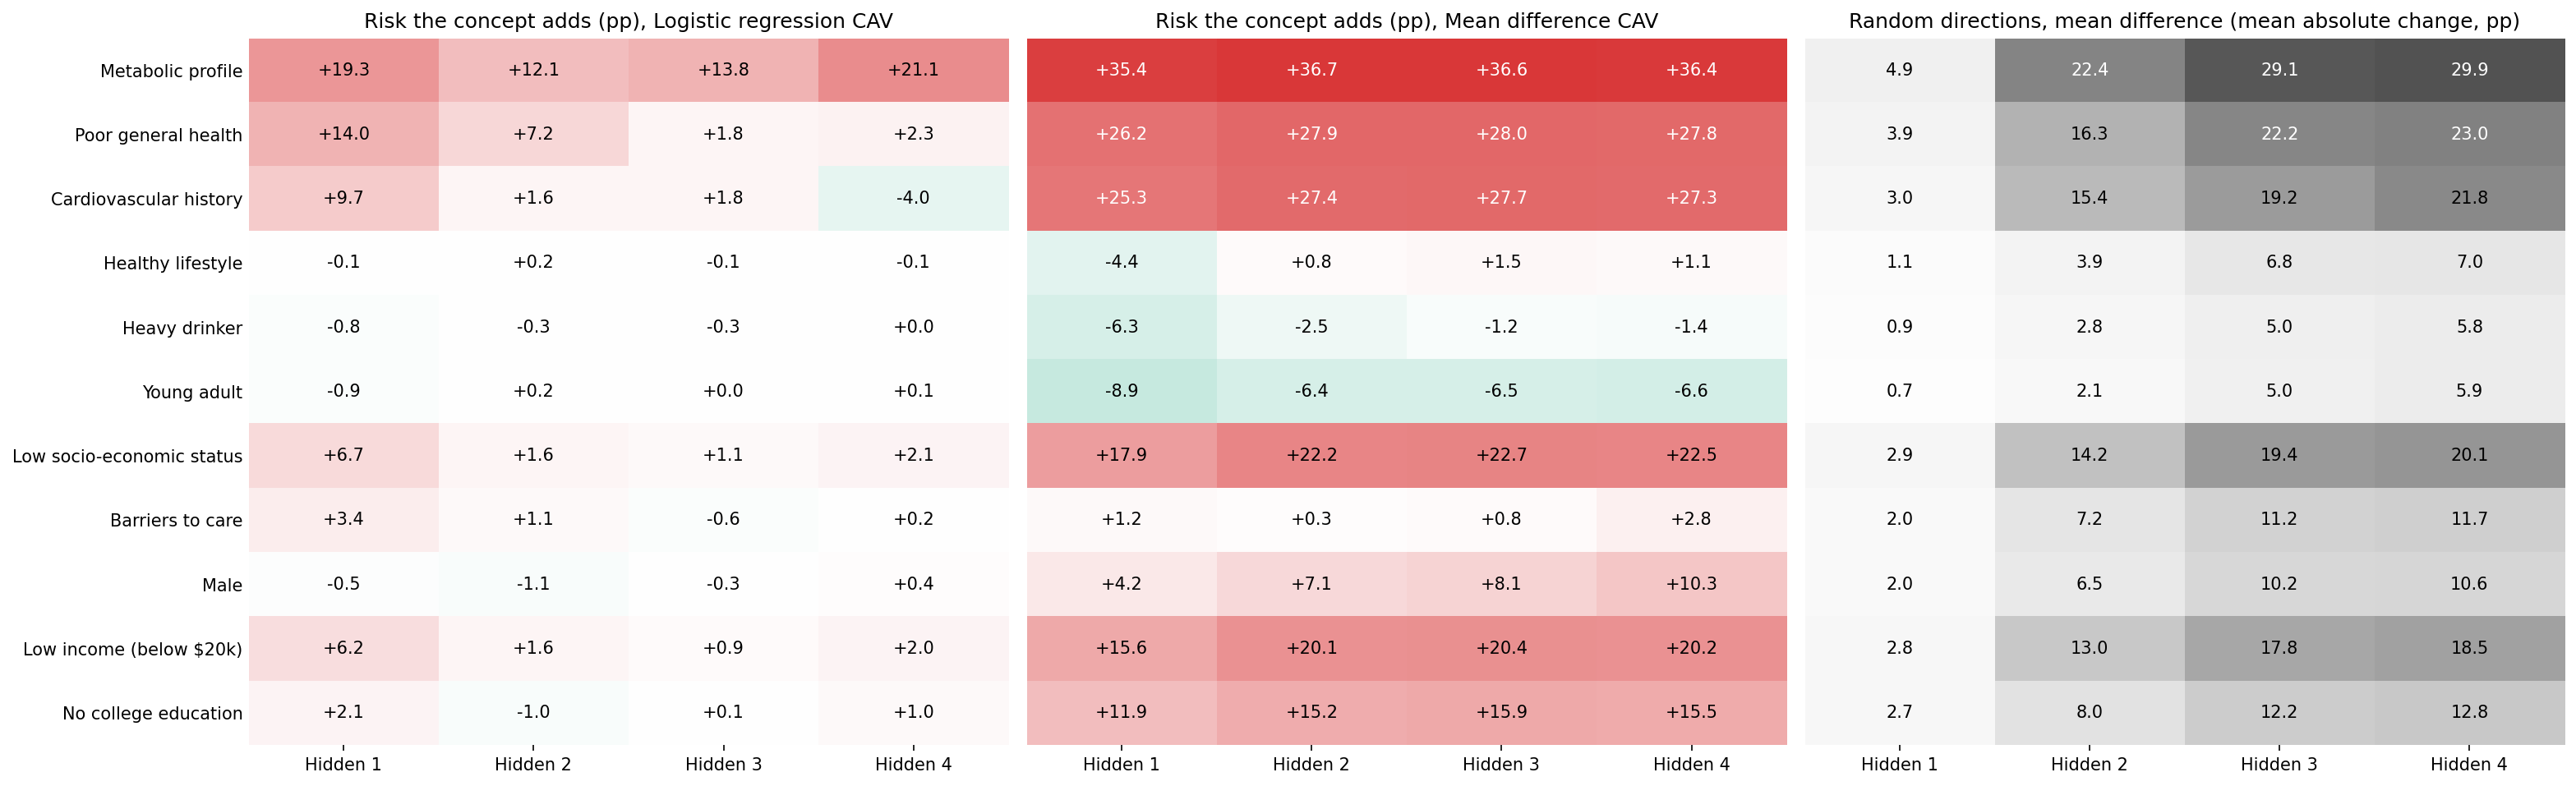 Risk the concept adds (pp), Logistic regression CAV Risk the concept adds (pp), Mean difference CAV Random directions, mean difference (mean absolute change, pp)
Metabolic profile +19.3 +12.1 +13.8 +21.1 +35.4 +36.7 +36.6 +36.4 4.9 22.4 29.1 29.9
Poor general health +14.0 +7.2 +1.8 +2.3 +26.2 +27.9 +28.0 +27.8 3.9 16.3 22.2 23.0
Cardiovascular history +9.7 +1.6 +1.8 -4.0 +25.3 +27.4 +27.7 +27.3 3.0 15.4 19.2 21.8
Healthy lifestyle -0.1 +0.2 -0.1 -0.1 -4.4 +0.8 +1.5 +1.1 1.1 3.9 6.8 7.0
Heavy drinker -0.8 -0.3 -0.3 +0.0 -6.3 -2.5 -1.2 -1.4 0.9 2.8 5.0 5.8
Young adult -0.9 +0.2 +0.0 +0.1 -8.9 -6.4 -6.5 -6.6 0.7 2.1 5.0 5.9
Low socio-economic status +6.7 +1.6 +1.1 +2.1 +17.9 +22.2 +22.7 +22.5 2.9 14.2 19.4 20.1
Barriers to care +3.4 +1.1 -0.6 +0.2 +1.2 +0.3 +0.8 +2.8 2.0 7.2 11.2 11.7
Male -0.5 -1.1 -0.3 +0.4 +4.2 +7.1 +8.1 +10.3 2.0 6.5 10.2 10.6
Low income (below $20k) +6.2 +1.6 +0.9 +2.0 +15.6 +20.1 +20.4 +20.2 2.8 13.0 17.8 18.5
No college education +2.1 -1.0 +0.1 +1.0 +11.9 +15.2 +15.9 +15.5 2.7 8.0 12.2 12.8
Hidden 1 Hidden 2 Hidden 3 Hidden 4 Hidden 1 Hidden 2 Hidden 3 Hidden 4 Hidden 1 Hidden 2 Hidden 3 Hidden 4